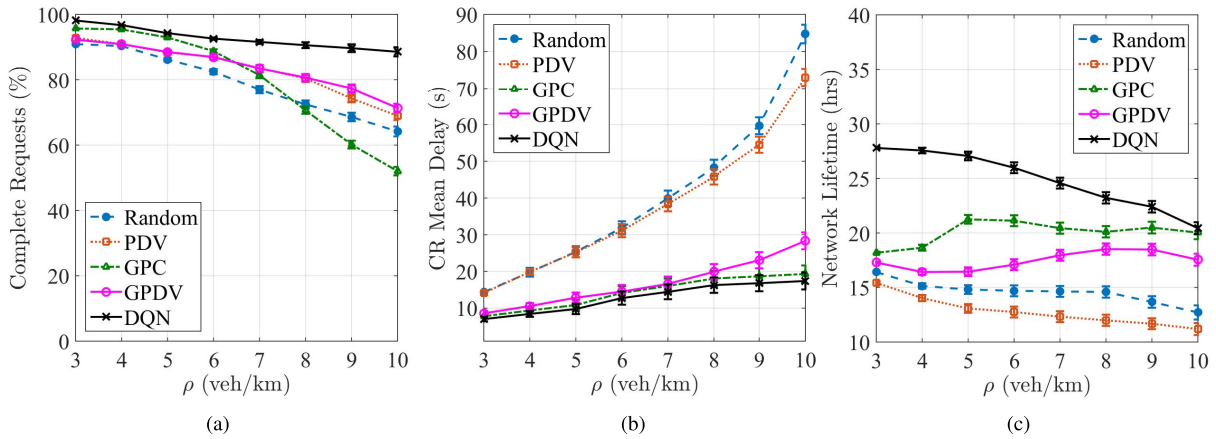 100
80
60
40
20
0
Complete Requests (%)
Random
PDV
GPC
GPDV
DQN
3 4 5 6 7 8 9 10
ρ (veh/km)
(a)
90
80
70
60
50
40
30
20
10
CR Mean Delay (s)
Random
PDV
GPC
GPDV
DQN
3 4 5 6 7 8 9 10
ρ (veh/km)
(b)
40
35
30
25
20
15
10
Network Lifetime (hrs)
Random
PDV
GPC
GPDV
DQN
3 4 5 6 7 8 9 10
ρ (veh/km)
(c)